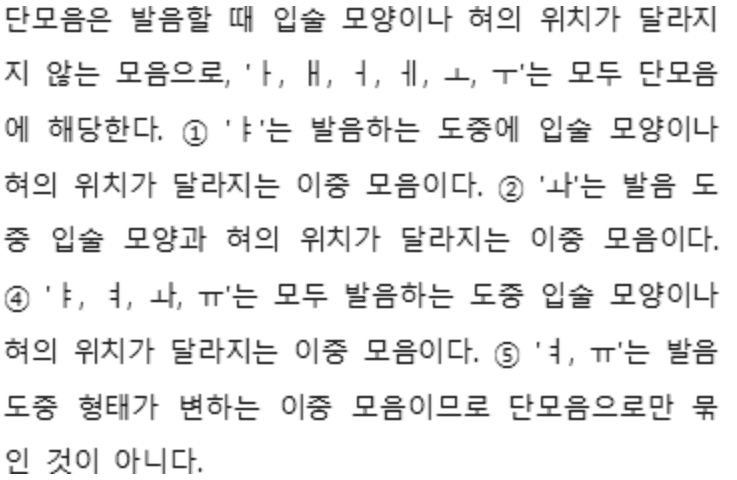 단모음은 발음할 때 입술 모양이나 혀의 위치가 달라지
지 않는 모음으로, 'ㅏ, ㅐ, ㅓ, ㅔ, ㅗ, ㅜ'는 모두 단모음
에 해당한다. ① 'ㅑ'는 발음하는 도중에 입술 모양이나
혀의 위치가 달라지는 이중 모음이다. ② 'ㅘ'는 발음 도
중 입술 모양과 혀의 위치가 달라지는 이중 모음이다.
④ 'ㅑ, ㅕ, ㅘ, ㅠ'는 모두 발음하는 도중 입술 모양이나
혀의 위치가 달라지는 이중 모음이다. ⑤ 'ㅕ, ㅠ'는 발음
도중 형태가 변하는 이중 모음이므로 단모음으로만 묶
인 것이 아니다.